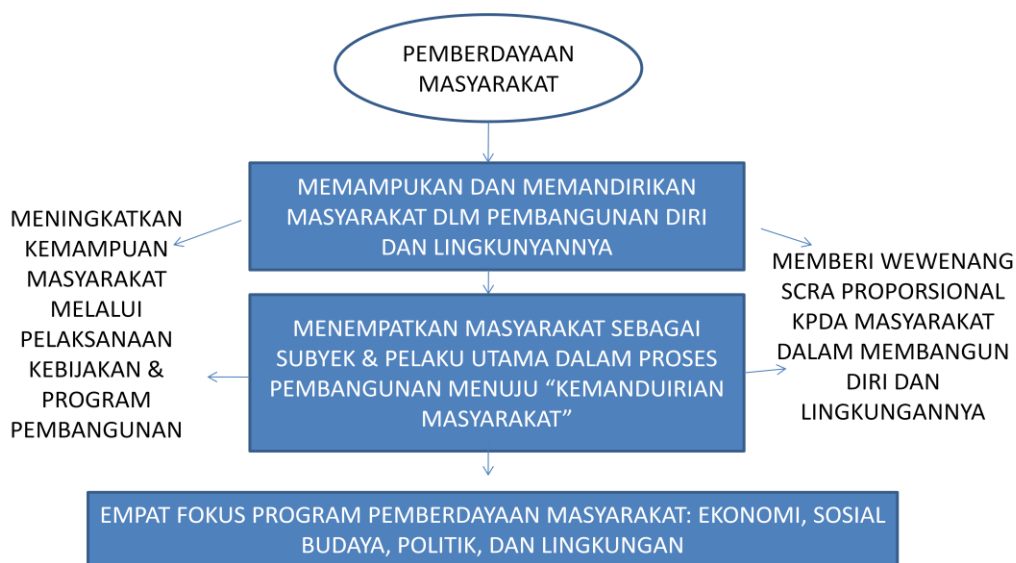 PEMBERDAYAAN
MASYARAKAT
MEMAMPUKAN DAN MEMANDIRIKAN
MASYARAKAT DLM PEMBANGUNAN DIRI
DAN LINGKUNYANNYA
MENINGKATKAN
KEMAMPUAN
MASYARAKAT
MELALUI
PELAKSANAAN
KEBIJAKAN &
PROGRAM
PEMBANGUNAN
MEMBERI WEWENANG
SCRA PROPORSIONAL
KPDA MASYARAKAT
DALAM MEMBANGUN
DIRI DAN
LINGKUNGANNYA
MENEMPATKAN MASYARAKAT SEBAGAI
SUBYEK & PELAKU UTAMA DALAM PROSES
PEMBANGUNAN MENUJU “KEMANDUIRIAN
MASYARAKAT”
EMPAT FOKUS PROGRAM PEMBERDAYAAN MASYARAKAT: EKONOMI, SOSIAL
BUDAYA, POLITIK, DAN LINGKUNGAN